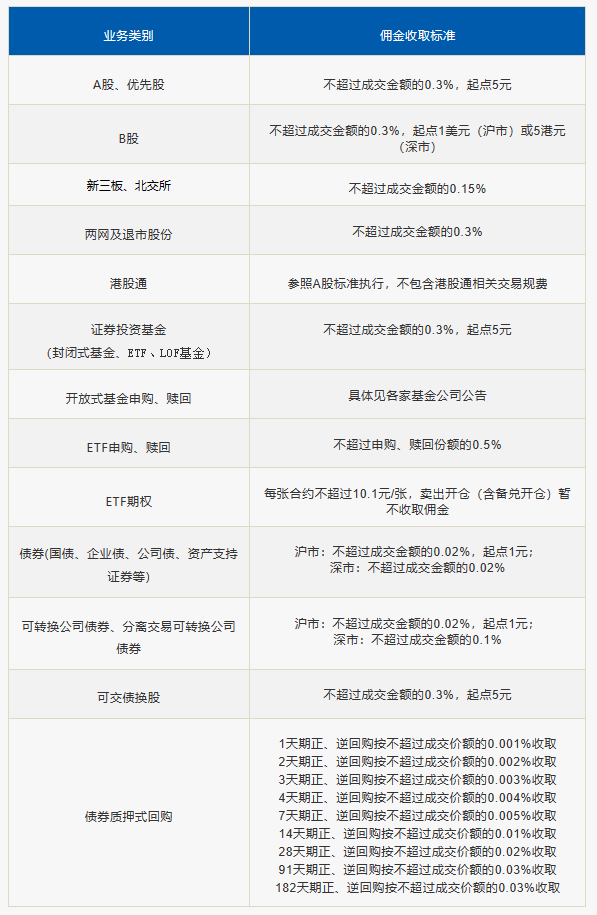 业务类别
佣金收取标准
A股、优先股
不超过成交金额的0.3%，起点5元
B股
不超过成交金额的0.3%，起点1美元（沪市）或5港元
（深市）
新三板、北交所
不超过成交金额的0.15%
两网及退市股份
不超过成交金额的0.3%
港股通
参照A股标准执行，不包含港股通相关交易规费
证券投资基金
（封闭式基金、ETF、LOF基金）
不超过成交金额的0.3%，起点5元
开放式基金申购、赎回
具体见各家基金公司公告
ETF申购、赎回
不超过申购、赎回份额的0.5%
ETF期权
每张合约不超过10.1元/张，卖出开仓（含备兑开仓）暂
不收取佣金
债券(国债、企业债、公司债、资产支持
证券等)
沪市：不超过成交金额的0.02%，起点1元；
深市：不超过成交金额的0.02%
可转换公司债券、分离交易可转换公司
债券
沪市：不超过成交金额的0.02%，起点1元；
深市：不超过成交金额的0.1%
可交债换股
不超过成交金额的0.3%，起点5元
债券质押式回购
1天期正、逆回购按不超过成交价额的0.001%收取
2天期正、逆回购按不超过成交价额的0.002%收取
3天期正、逆回购按不超过成交价额的0.003%收取
4天期正、逆回购按不超过成交价额的0.004%收取
7天期正、逆回购按不超过成交价额的0.005%收取
14天期正、逆回购按不超过成交价额的0.01%收取
28天期正、逆回购按不超过成交价额的0.02%收取
91天期正、逆回购按不超过成交价额的0.03%收取
182天期正、逆回购按不超过成交价额的0.03%收取